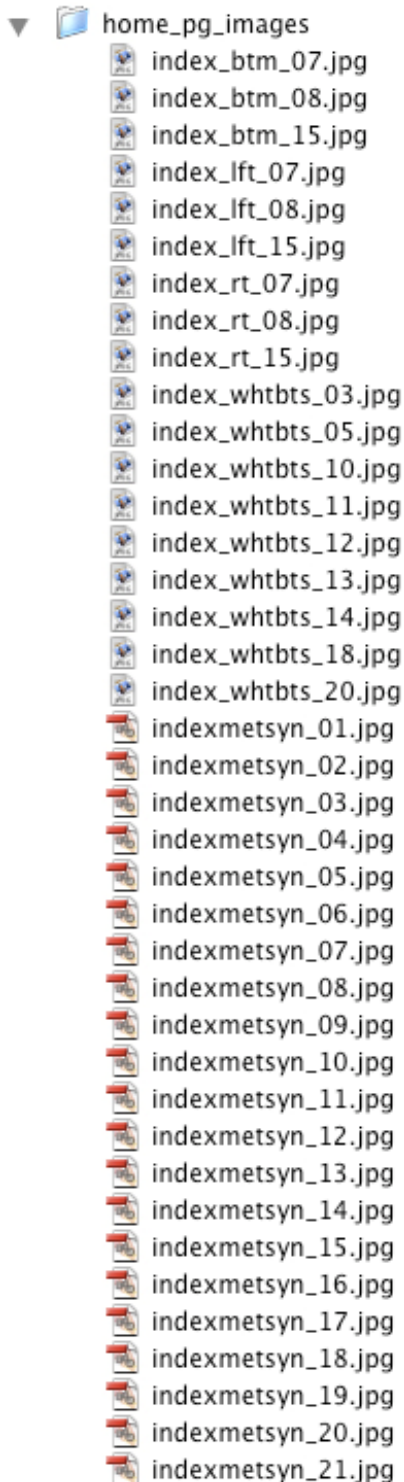 home_pg_images
index_btm_07.jpg
index_btm_08.jpg
index_btm_15.jpg
index_lft_07.jpg
index_lft_08.jpg
index_lft_15.jpg
index_rt_07.jpg
index_rt_08.jpg
index_rt_15.jpg
index_whtbts_03.jpg
index_whtbts_05.jpg
index_whtbts_10.jpg
index_whtbts_11.jpg
index_whtbts_12.jpg
index_whtbts_13.jpg
index_whtbts_14.jpg
index_whtbts_18.jpg
index_whtbts_20.jpg
indexmetsyn_01.jpg
indexmetsyn_02.jpg
indexmetsyn_03.jpg
indexmetsyn_04.jpg
indexmetsyn_05.jpg
indexmetsyn_06.jpg
indexmetsyn_07.jpg
indexmetsyn_08.jpg
indexmetsyn_09.jpg
indexmetsyn_10.jpg
indexmetsyn_11.jpg
indexmetsyn_12.jpg
indexmetsyn_13.jpg
indexmetsyn_14.jpg
indexmetsyn_15.jpg
indexmetsyn_16.jpg
indexmetsyn_17.jpg
indexmetsyn_18.jpg
indexmetsyn_19.jpg
indexmetsyn_20.jpg
indexmetsyn_21.jpg